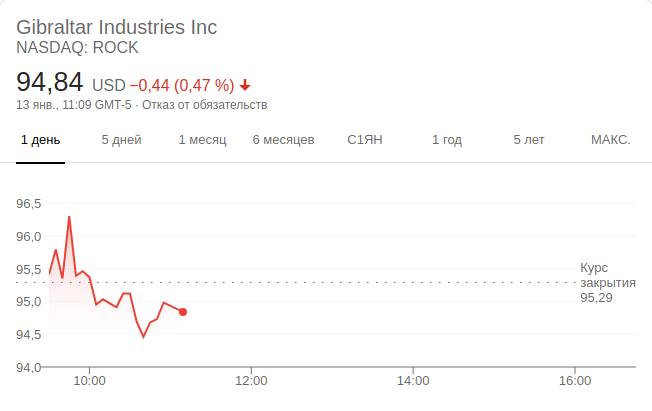 Gibraltar Industries Inc
NASDAQ: ROCK
94,84 USD −0,44 (0,47 %)
13 янв., 11:09 GMT-5 · Отказ от обязательств
1 день 5 дней 1 месяц 6 месяцев С1ЯН 1 год 5 лет МАКС.
96,5
96,0
95,5
95,0
94,5
94,0
Курс
закрытия
95,29
10:00 12:00 14:00 16:00